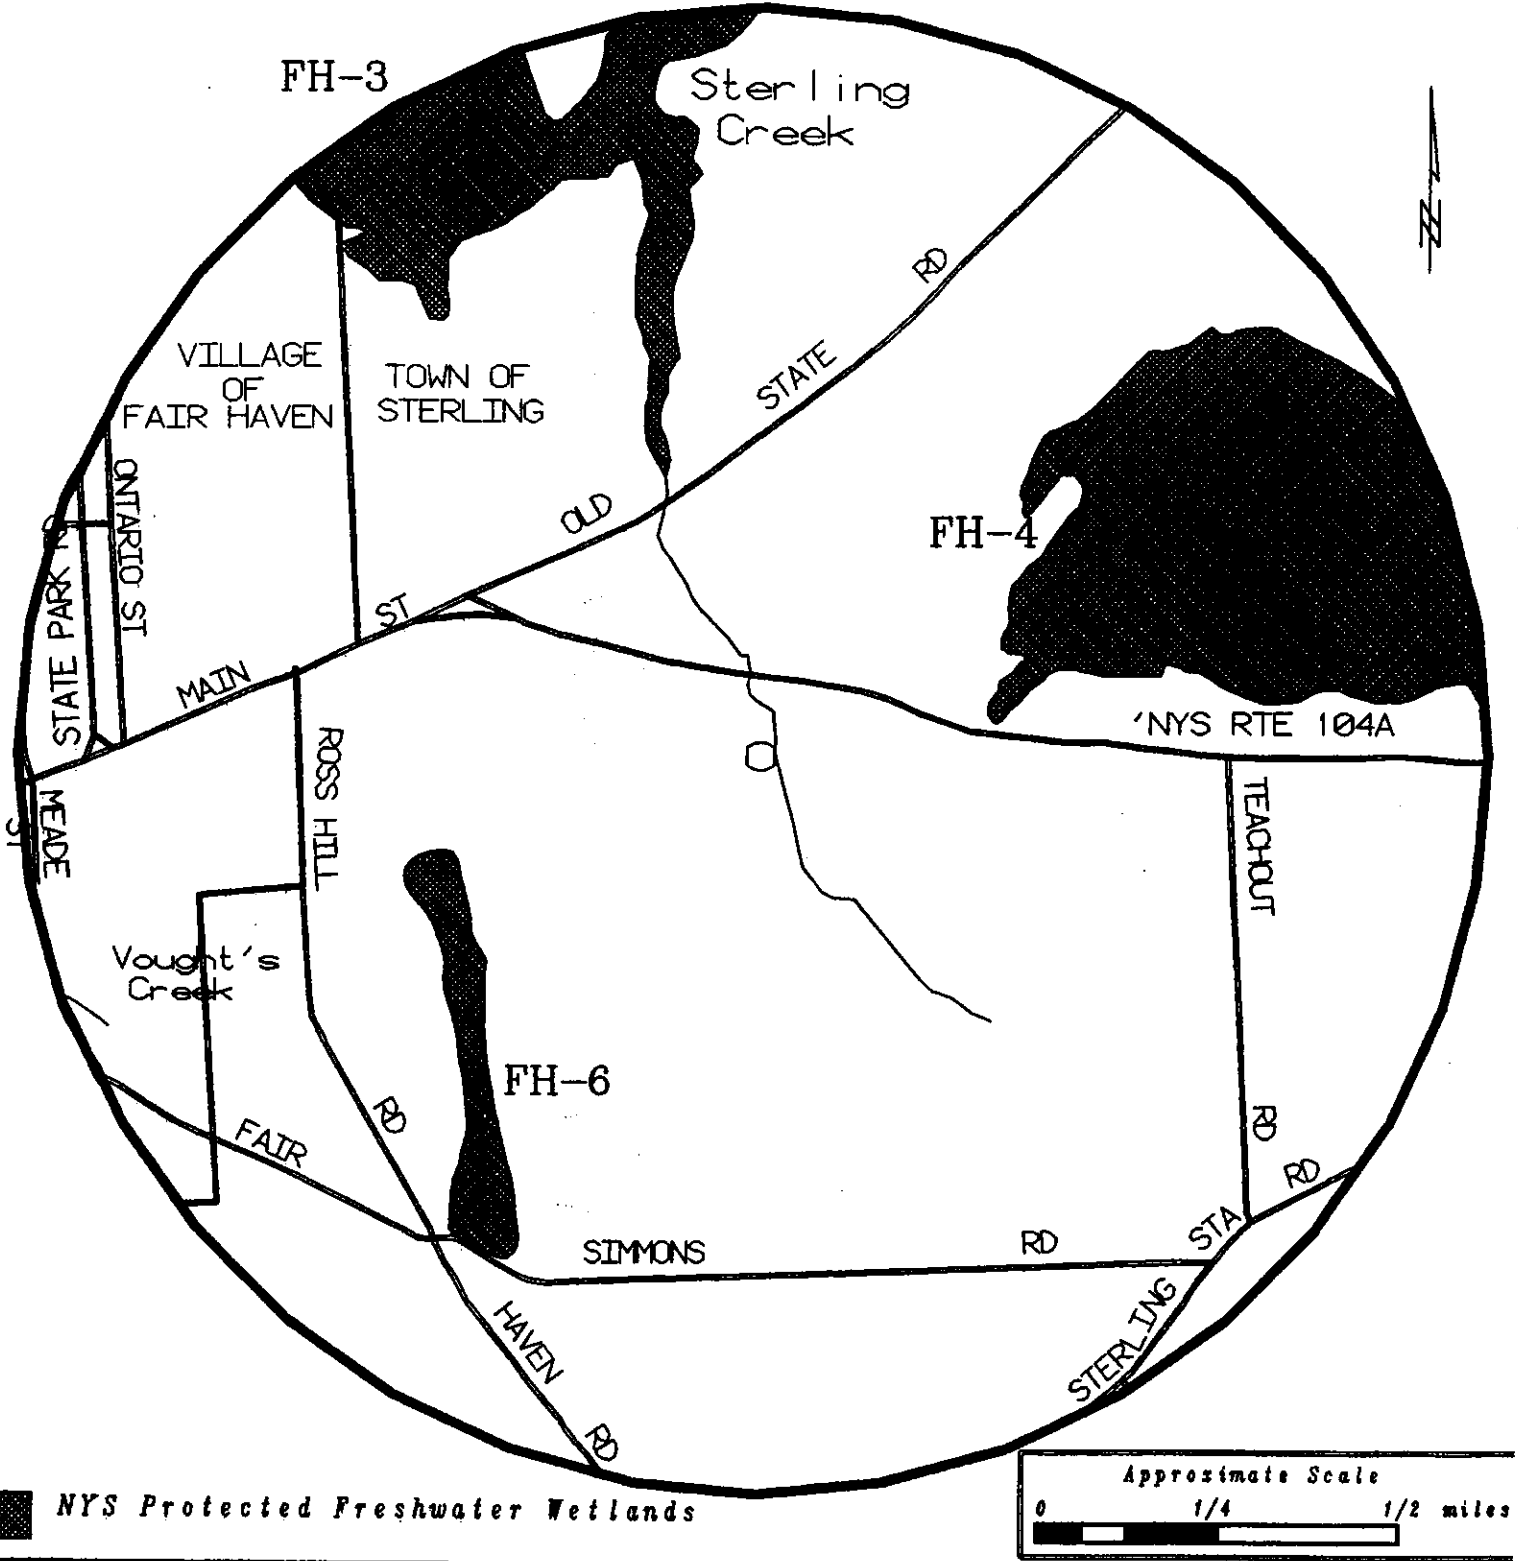 FH-3
Sterling
Creek
N
RD
VILLAGE
OF
FAIR HAVEN
TOWN OF
STERLING
STATE
OLD
FH-4
ONTARIO ST
STATE PARK RD
ST
MAIN
'NYS RTE 104A
ROSS HILL
MEADE
ST
TEACHOUT
Vought's
Creek
FH-6
RD
FAIR
RD
RD
STA
SIMMONS
RD
STERLING
HAVEN
RD
NYS Protected Freshwater Wetlands
Approximate Scale
0 1/4 1/2 miles